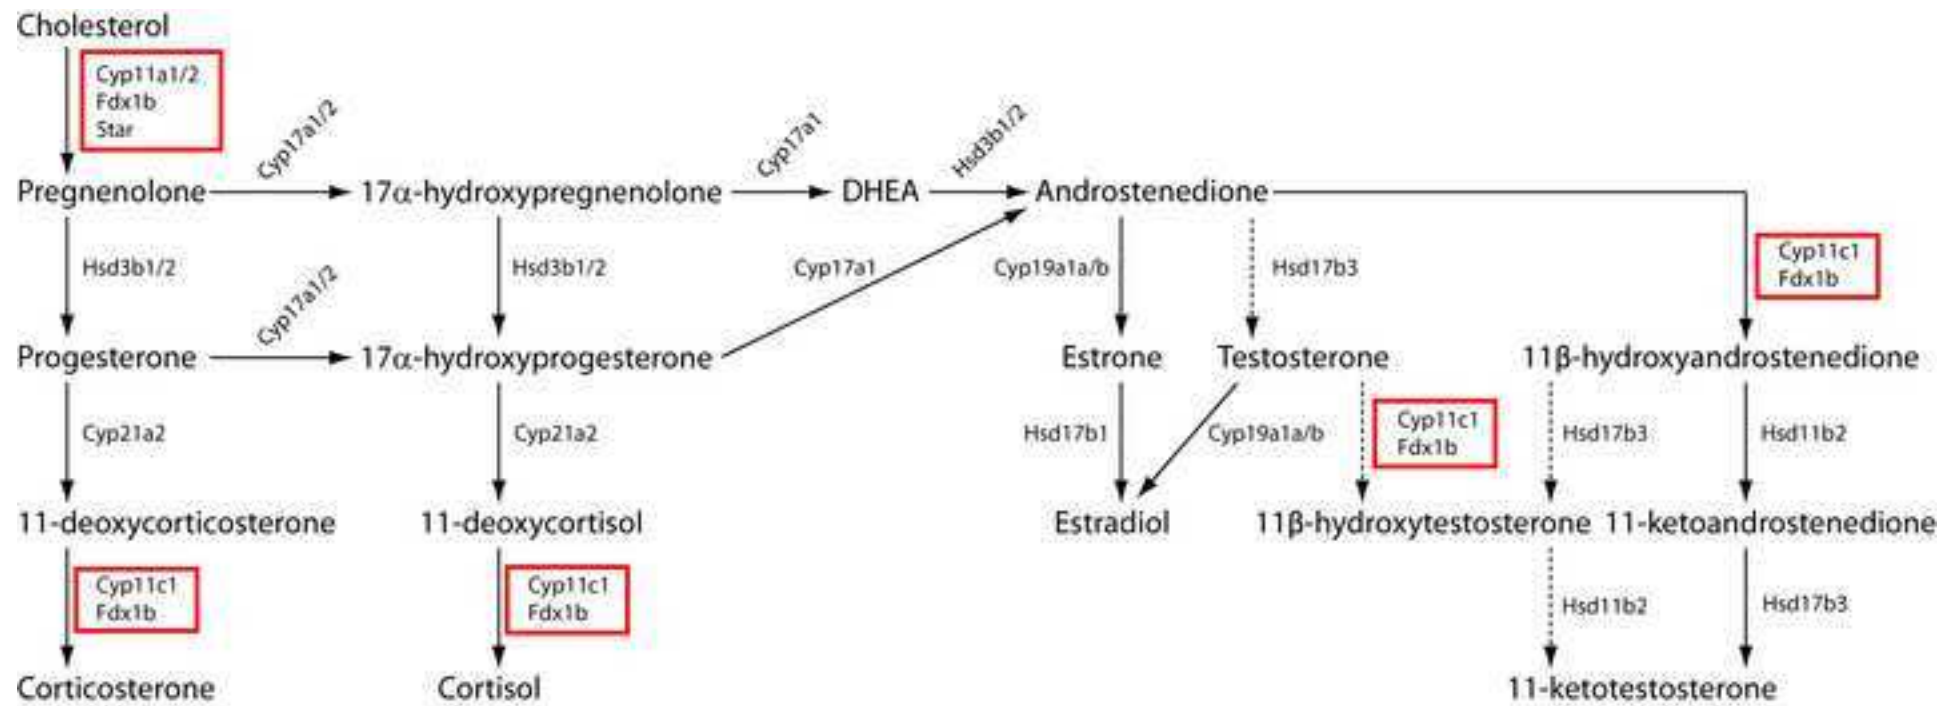 Cholesterol
Cyp11a1/2
Fdx1b
Star
Cyp17a1/2
Cyp17a1
Hsd3b1/2
Pregnenolone
17α-hydroxypregnenolone
DHEA
Androstenedione
Hsd3b1/2
Cyp17a1/2
Hsd3b1/2
Cyp17a1
Cyp19a1a/b
Hsd17b3
Cyp11c1
Fdx1b
Progesterone
17α-hydroxyprogesterone
Estrone
Testosterone
11β-hydroxyandrostenedione
Cyp21a2
Cyp21a2
Hsd17b1
Cyp19a1a/b
Cyp11c1
Fdx1b
Hsd17b3
Hsd11b2
11-deoxycorticosterone
11-deoxycortisol
Estradiol
11β-hydroxytestosterone
11-ketoandrostenedione
Cyp11c1
Fdx1b
Cyp11c1
Fdx1b
Hsd11b2
Hsd17b3
Corticosterone
Cortisol
11-ketotestosterone